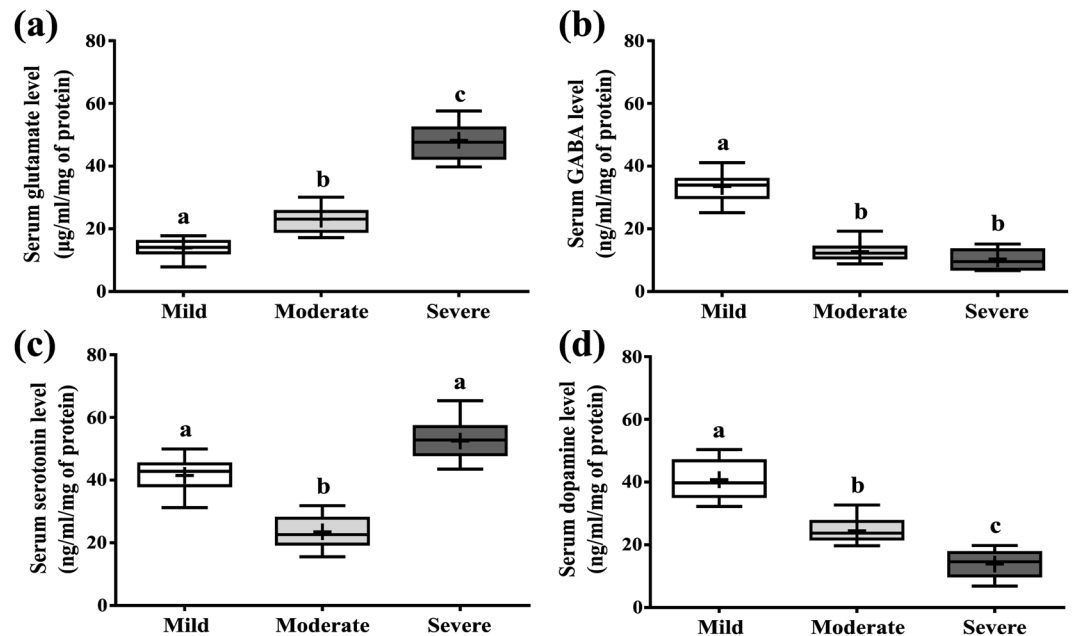 (a)
Serum glutamate level
(µg/ml/mg of protein)
80
60
40
20
0
a
b
c
Mild
Moderate
Severe
(b)
Serum GABA level
(ng/ml/mg of protein)
80
60
40
20
0
a
b
b
Mild
Moderate
Severe
(c)
Serum serotonin level
(ng/ml/mg of protein)
80
60
40
20
0
a
b
a
Mild
Moderate
Severe
(d)
Serum dopamine level
(ng/ml/mg of protein)
80
60
40
20
0
a
b
c
Mild
Moderate
Severe